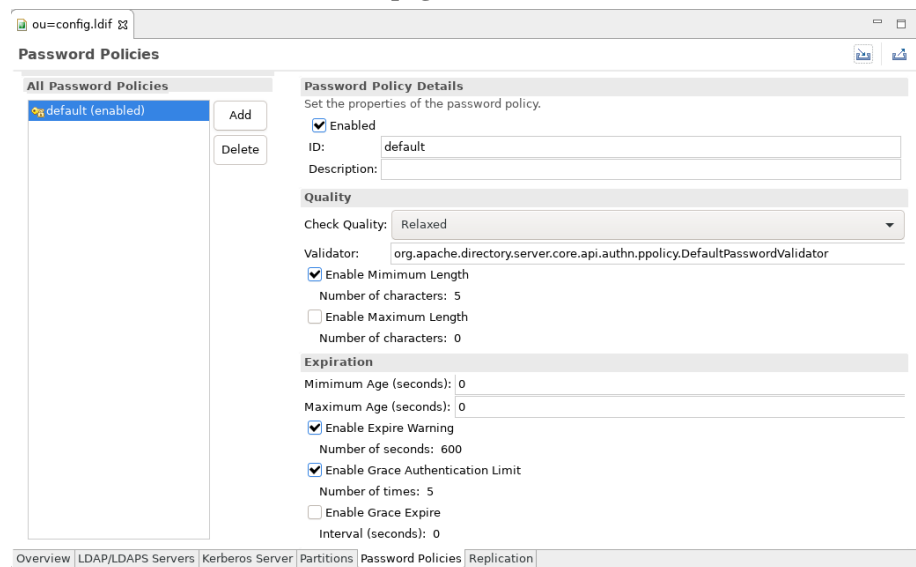 ou=config.ldif
Password Policies
All Password Policies
default (enabled)
Add
Delete
Password Policy Details
Set the properties of the password policy.
Enabled
ID: default
Description:
Quality
Check Quality: Relaxed
Validator: org.apache.directory.server.core.api.authn.ppolicy.DefaultPasswordValidator
Enable Mimimum Length
Number of characters: 5
Enable Maximum Length
Number of characters: 0
Expiration
Mimimum Age (seconds): 0
Maximum Age (seconds): 0
Enable Expire Warning
Number of seconds: 600
Enable Grace Authentication Limit
Number of times: 5
Enable Grace Expire
Interval (seconds): 0
Overview LDAP/LDAPS Servers Kerberos Server Partitions Password Policies Replication